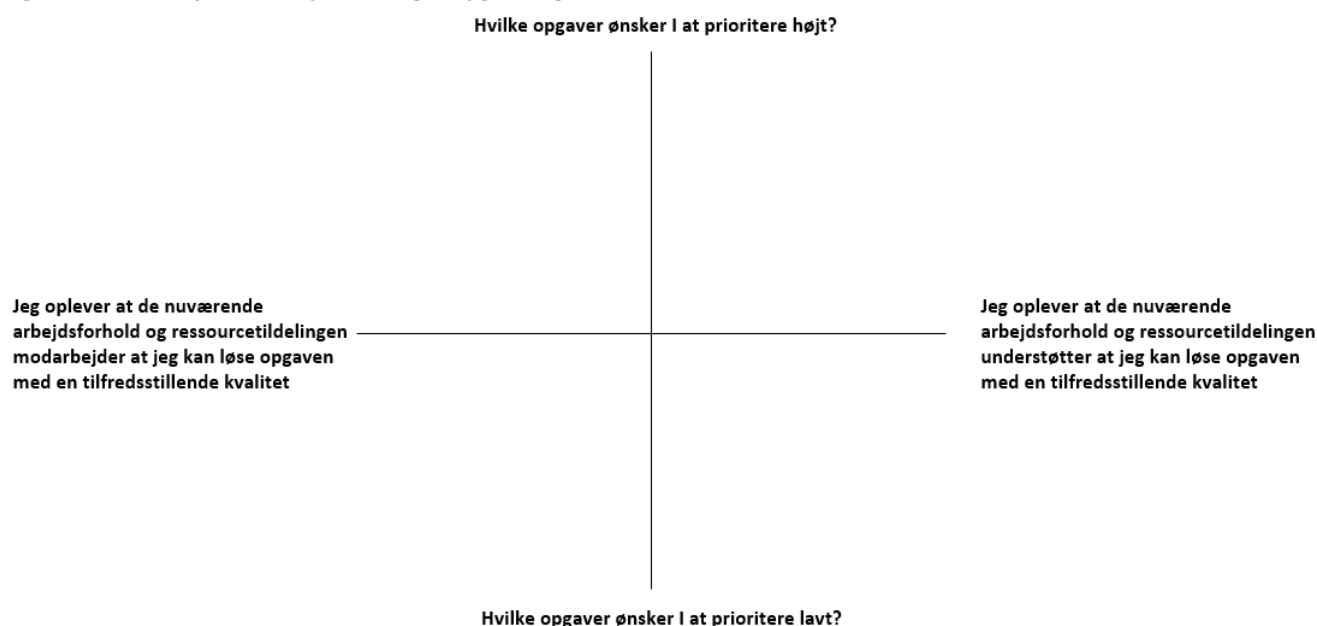 Hvilke opgaver ønsker I at prioritere højt?
Jeg oplever at de nuværende
arbejdsforhold og ressourcetildelingen
modarbejder at jeg kan løse opgaven
med en tilfredsstillende kvalitet
Jeg oplever at de nuværende
arbejdsforhold og ressourcetildelingen
understøtter at jeg kan løse opgaven
med en tilfredsstillende kvalitet
Hvilke opgaver ønsker I at prioritere lavt?